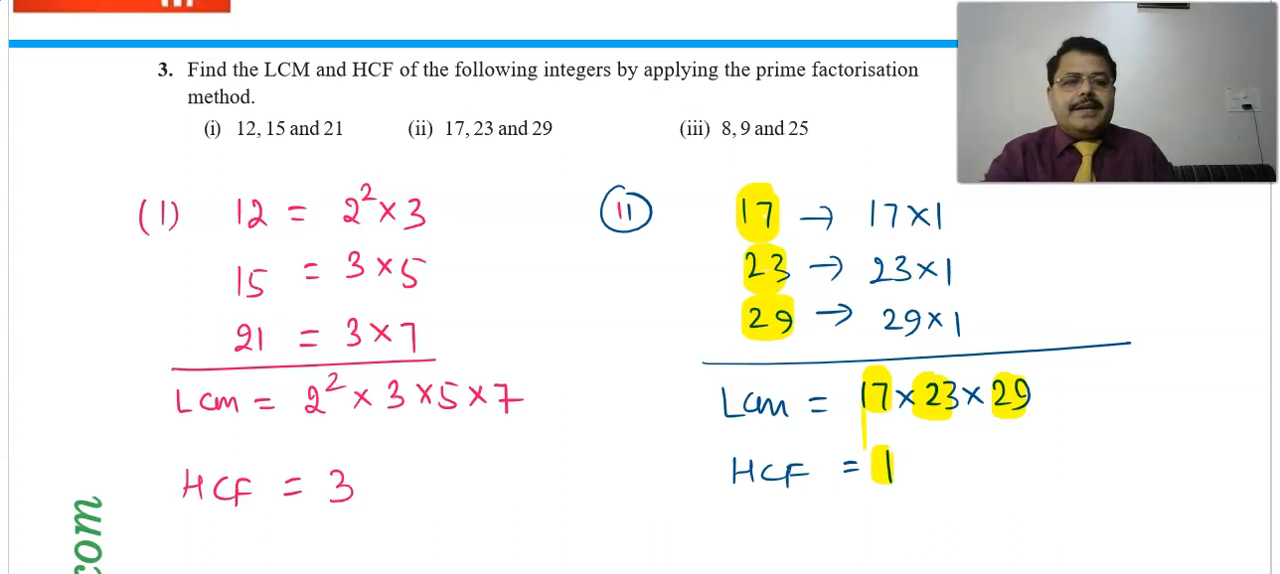 3. Find the LCM and HCF of the following integers by applying the prime factorisation
method.
(i) 12, 15 and 21 (ii) 17, 23 and 29 (iii) 8, 9 and 25
(1) 12 = 2² × 3
15 = 3 × 5
21 = 3 × 7
Lcm = 2² × 3 × 5 × 7
HCF = 3
11 17 → 17×1
23 → 23×1
29 → 29×1
Lcm = 17 × 23 × 29
HCF = 1
com